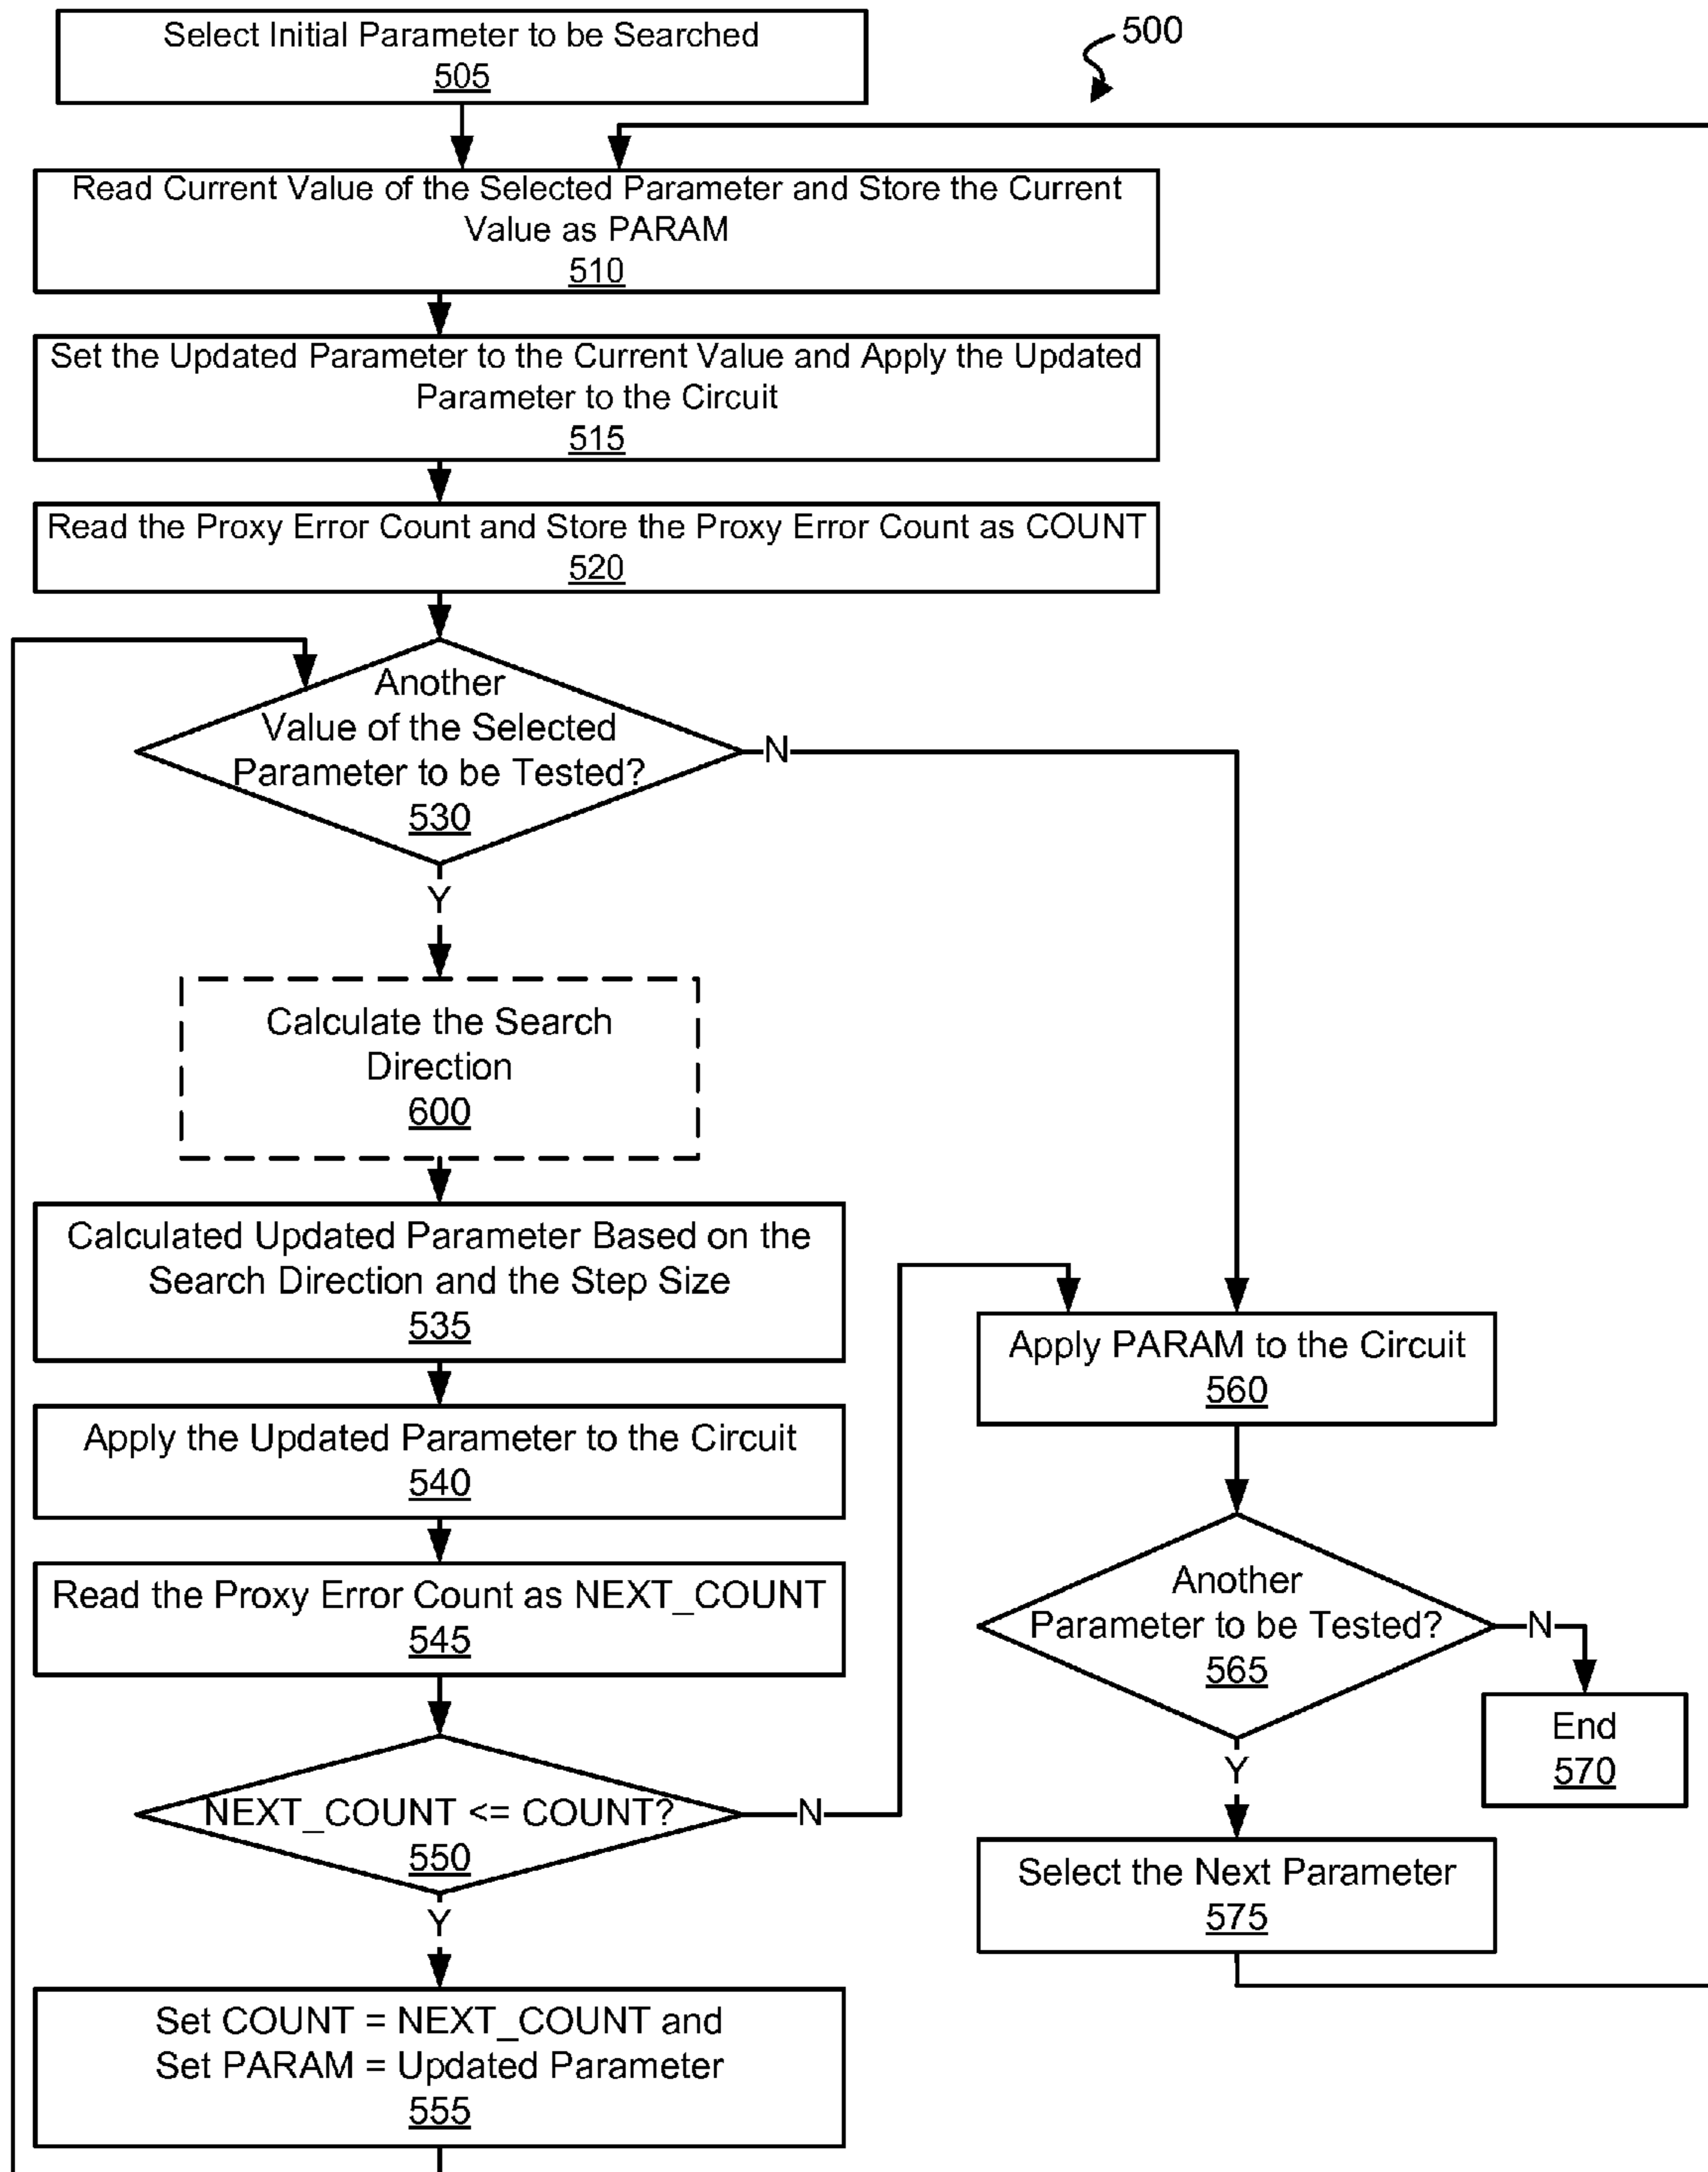 Select Initial Parameter to be Searched
505
500
Read Current Value of the Selected Parameter and Store the Current
Value as PARAM
510
Set the Updated Parameter to the Current Value and Apply the Updated
Parameter to the Circuit
515
Read the Proxy Error Count and Store the Proxy Error Count as COUNT
520
Another
Value of the Selected
Parameter to be Tested?
530
N
Y
Calculate the Search
Direction
600
Calculated Updated Parameter Based on the
Search Direction and the Step Size
535
Apply the Updated Parameter to the Circuit
540
Read the Proxy Error Count as NEXT_COUNT
545
NEXT_COUNT <= COUNT?
550
N
Y
Set COUNT = NEXT_COUNT and
Set PARAM = Updated Parameter
555
Apply PARAM to the Circuit
560
Another
Parameter to be Tested?
565
N
End
570
Y
Select the Next Parameter
575